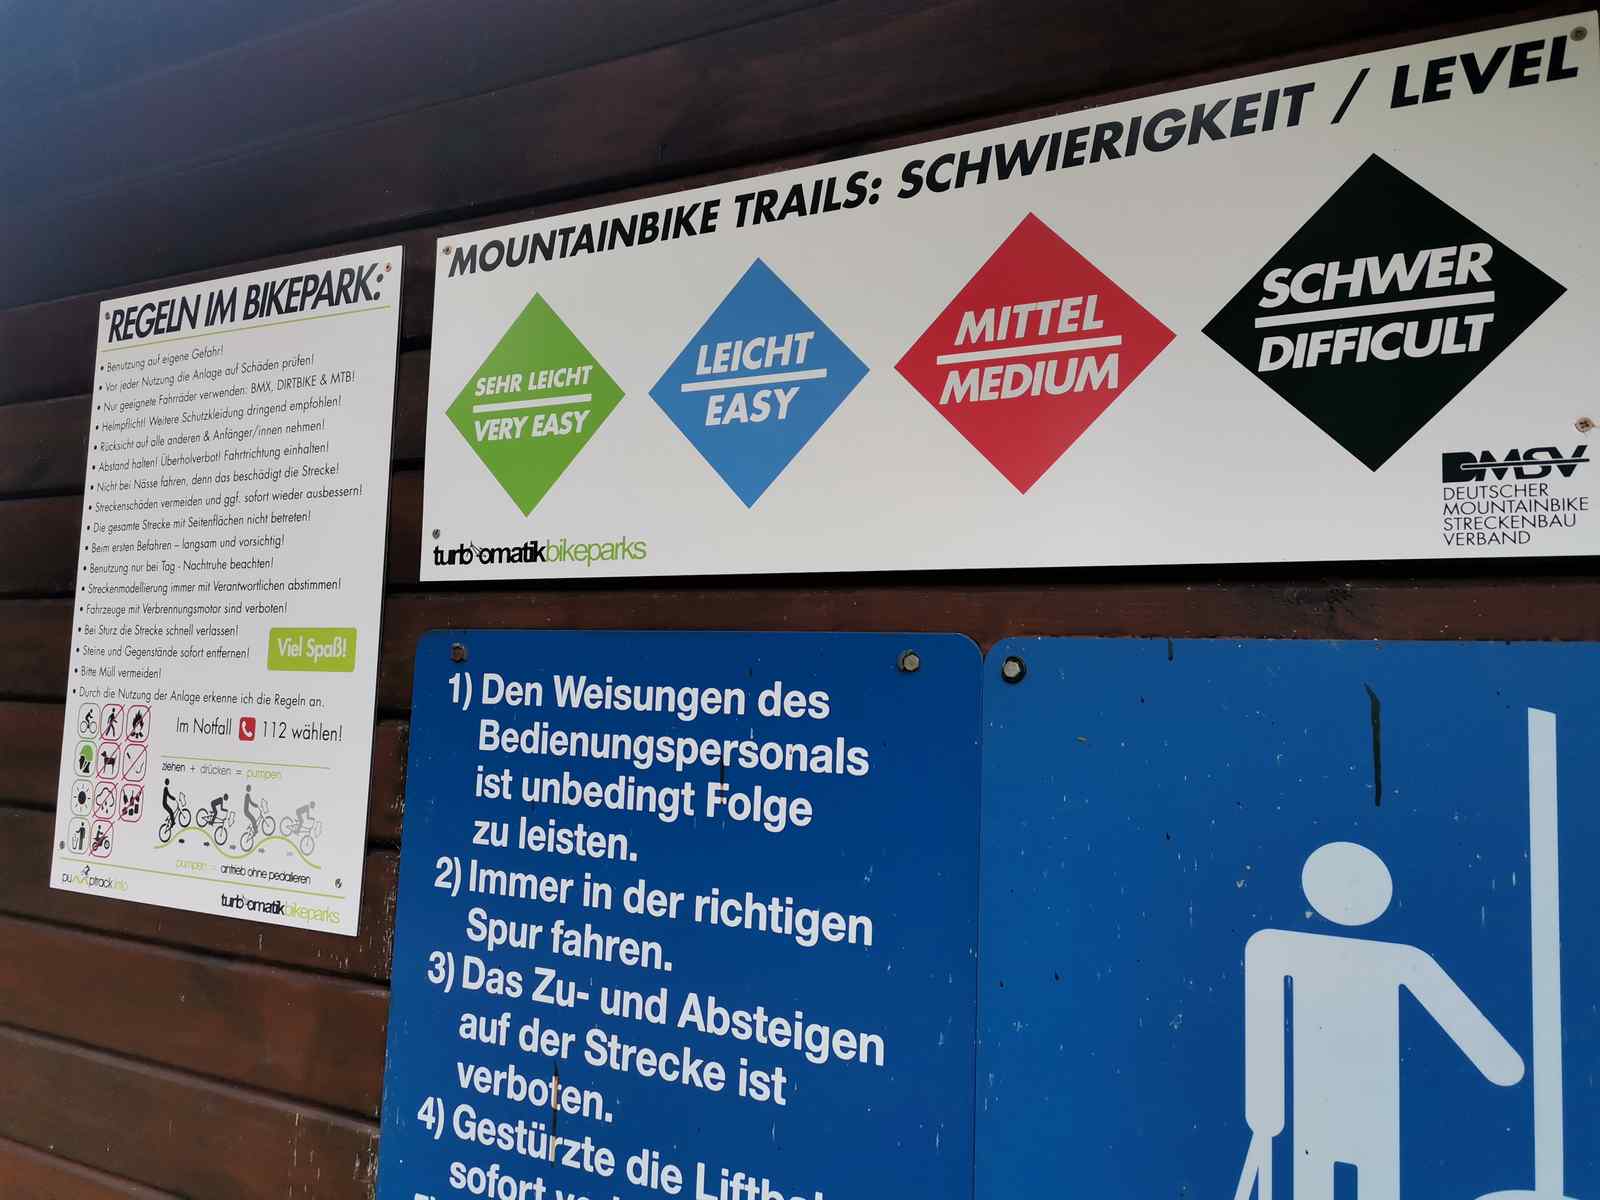 REGELN IM BIKEPARK:
• Benutzung auf eigene Gefahr!
• Vor jeder Nutzung die Anlage auf Schäden prüfen!
• Nur geeignete Fahrräder verwenden: BMX, DIRTBIKE & MTB!
• Helmpflicht! Weitere Schutzkleidung dringend empfohlen!
• Rücksicht auf alle anderen & Anfänger/innen nehmen!
• Abstand halten! Überholverbot! Fahrtrichtung einhalten!
• Nicht bei Nässe fahren, denn das beschädigt die Strecke!
• Streckenschäden vermeiden und ggf. sofort wieder ausbessern!
• Die gesamte Strecke mit Seitenflächen nicht betreten!
• Beim ersten Befahren – langsam und vorsichtig!
• Benutzung nur bei Tag - Nachtruhe beachten!
• Streckenmodellierung immer mit Verantwortlichen abstimmen!
• Fahrzeuge mit Verbrennungsmotor sind verboten!
• Bei Sturz die Strecke schnell verlassen!
• Steine und Gegenstände sofort entfernen!
Viel Spaß!
• Bitte Müll vermeiden!
• Durch die Nutzung der Anlage erkenne ich die Regeln an.
Im Notfall 112 wählen!
ziehen + drücken = pumpen
pumpen = antrieb ohne pedalieren
pumptrack.info
turbomatikbikeparks
MOUNTAINBIKE TRAILS: SCHWIERIGKEIT / LEVEL
SEHR LEICHT
VERY EASY
LEICHT
EASY
MITTEL
MEDIUM
SCHWER
DIFFICULT
turbomatikbikeparks
DMSV
DEUTSCHER
MOUNTAINBIKE
STRECKENBAU
VERBAND
1) Den Weisungen des
Bedienungspersonals
ist unbedingt Folge
zu leisten.
2) Immer in der richtigen
Spur fahren.
3) Das Zu- und Absteigen
auf der Strecke ist
verboten.
4) Gestürzte die
sofort